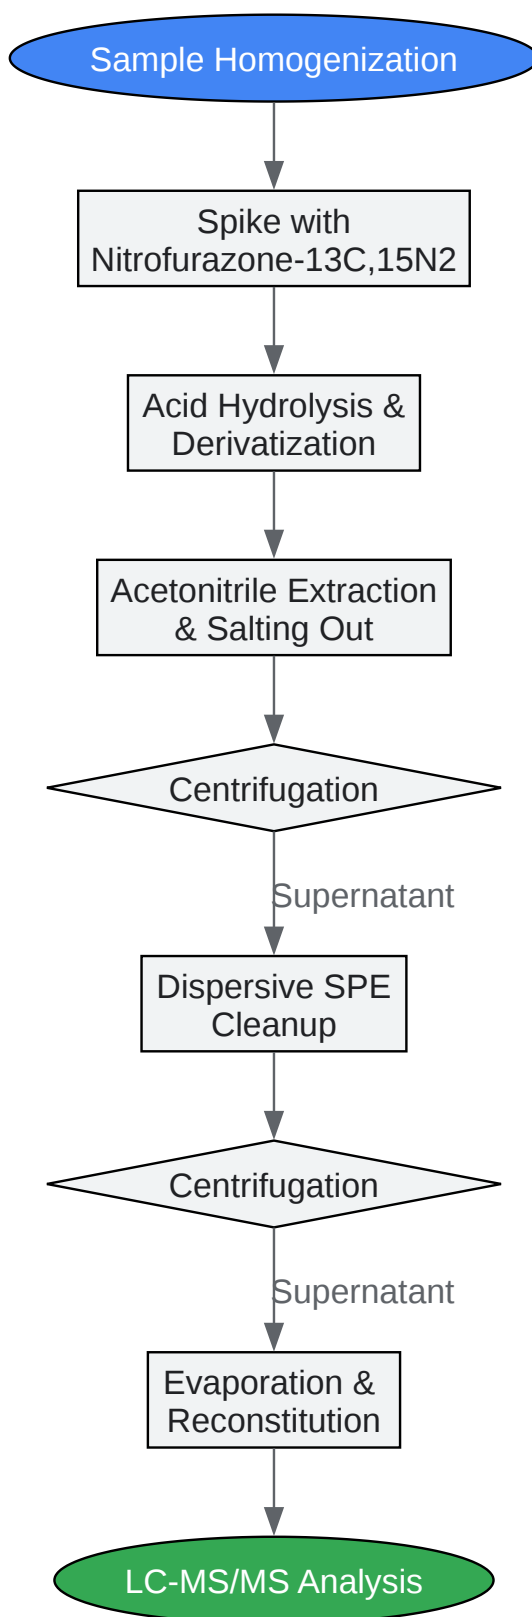 Sample Homogenization
Spike with
Nitrofurazone-13C,15N2
Acid Hydrolysis &
Derivatization
Acetonitrile Extraction
& Salting Out
Centrifugation
Supernatant
Dispersive SPE
Cleanup
Centrifugation
Supernatant
Evaporation &
Reconstitution
LC-MS/MS Analysis